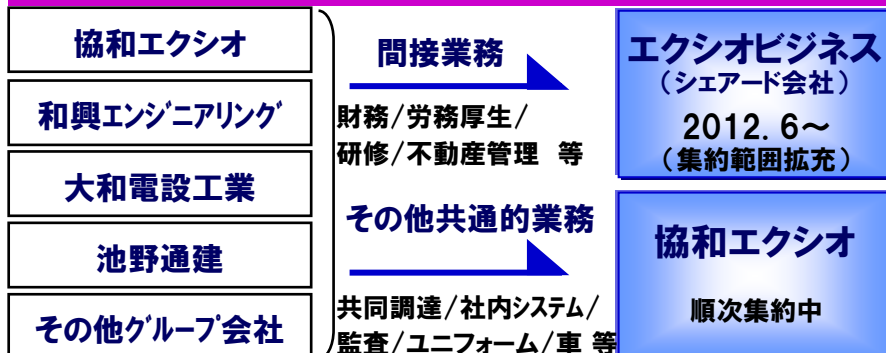 協和エクシオ
和興エンジニアリング
大和電設工業
池野通建
その他グループ会社
間接業務
財務/労務厚生/
研修/不動産管理 等
その他共通的業務
共同調達/社内システム/
監査/ユニフォーム/車 等
エクシオビジネス
(シェアード会社)
2012. 6～
(集約範囲拡充)
協和エクシオ
順次集約中